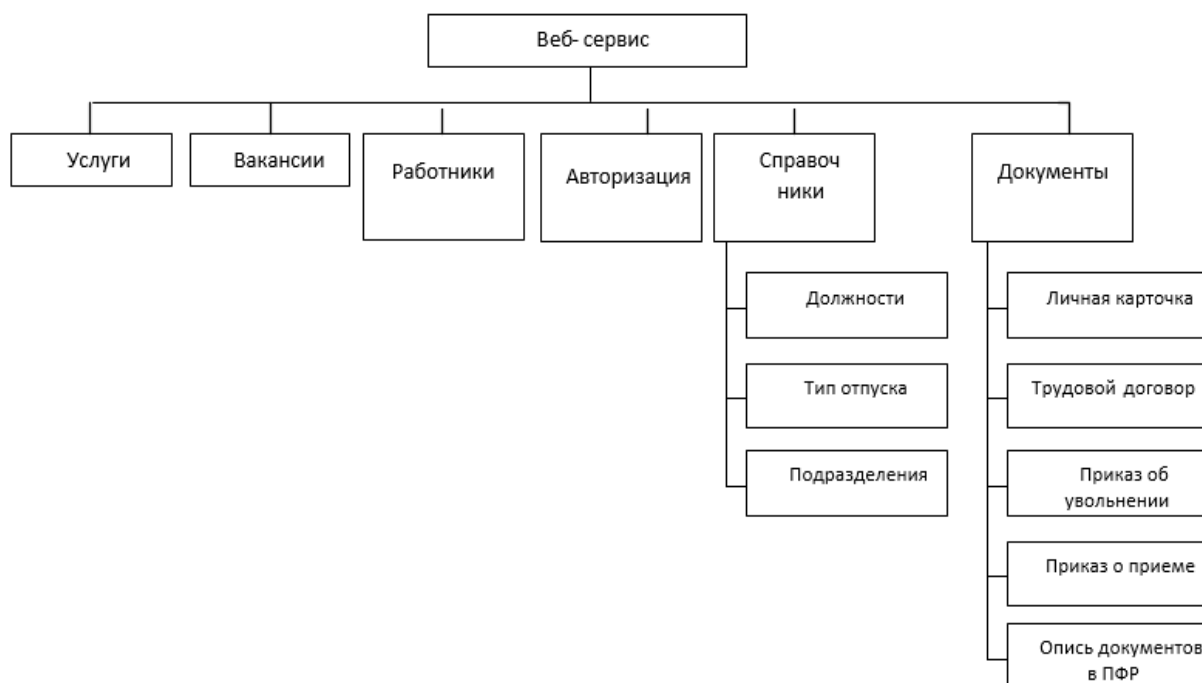 Веб- сервис
Услуги
Вакансии
Работники
Авторизация
Справоч
ники
Документы
Должности
Тип отпуска
Подразделения
Личная карточка
Трудовой договор
Приказ об
увольнении
Приказ о приеме
Опись документов
в ПФР